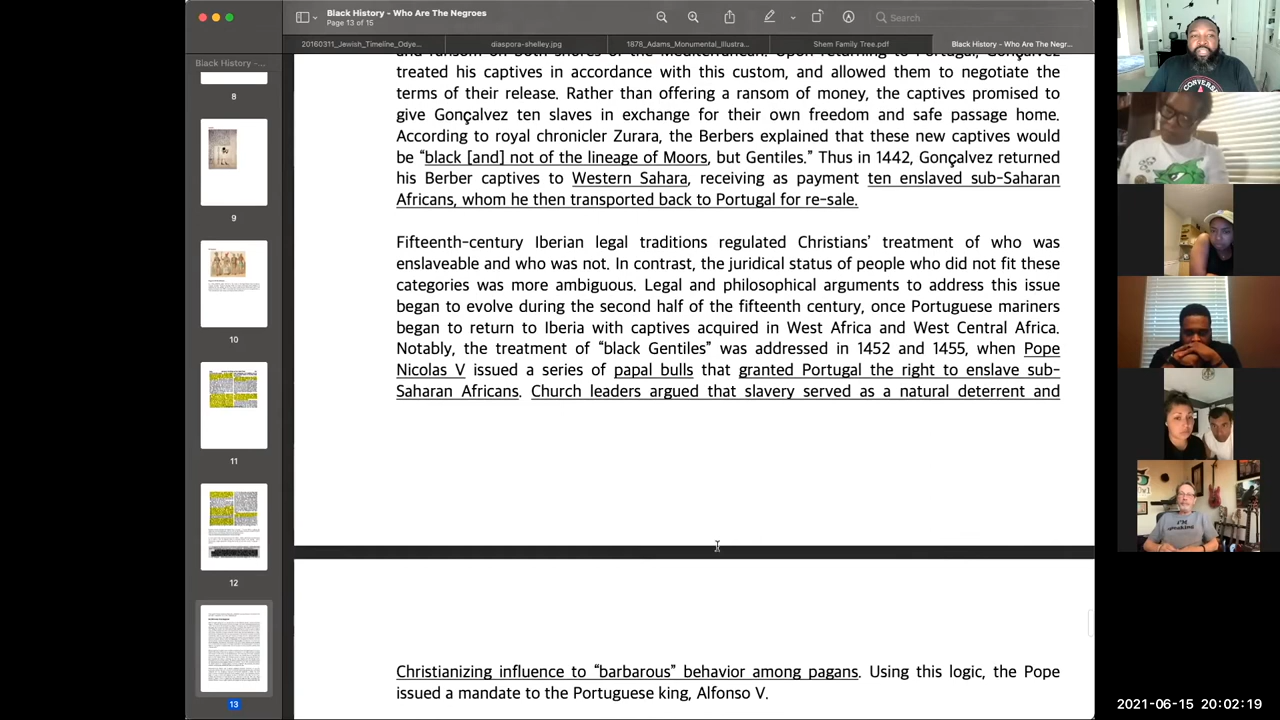 Black History - Who Are The Negroes
Page 13 of 15
Search
20160311_Jewish_Timeline_Odye...
diaspora-shelley.jpg
1878_Adams_Monumental_Illustra...
Shem Family Tree.pdf
Black History - Who Are The Negr...
Black History -...
8
9
10
11
12
13
treated his captives in accordance with this custom, and allowed them to negotiate the
terms of their release. Rather than offering a ransom of money, the captives promised to
give Gonçalvez ten slaves in exchange for their own freedom and safe passage home.
According to royal chronicler Zurara, the Berbers explained that these new captives would
be “black [and] not of the lineage of Moors, but Gentiles.” Thus in 1442, Gonçalvez returned
his Berber captives to Western Sahara, receiving as payment ten enslaved sub-Saharan
Africans, whom he then transported back to Portugal for re-sale.
Fifteenth-century Iberian legal traditions regulated Christians’ treatment of who was
enslaveable and who was not. In contrast, the juridical status of people who did not fit these
categories was more ambiguous. Legal and philosophical arguments to address this issue
began to evolve during the second half of the fifteenth century, once Portuguese mariners
began to return to Iberia with captives acquired in West Africa and West Central Africa.
Notably, the treatment of “black Gentiles” was addressed in 1452 and 1455, when Pope
Nicolas V issued a series of papal bulls that granted Portugal the right to enslave sub-
Saharan Africans. Church leaders argued that slavery served as a natural deterrent and
Christianizing influence to “barbarous” behavior among pagans. Using this logic, the Pope
issued a mandate to the Portuguese king, Alfonso V.
CONVERSE
I'M
speaking
2021-06-15 20:02:19